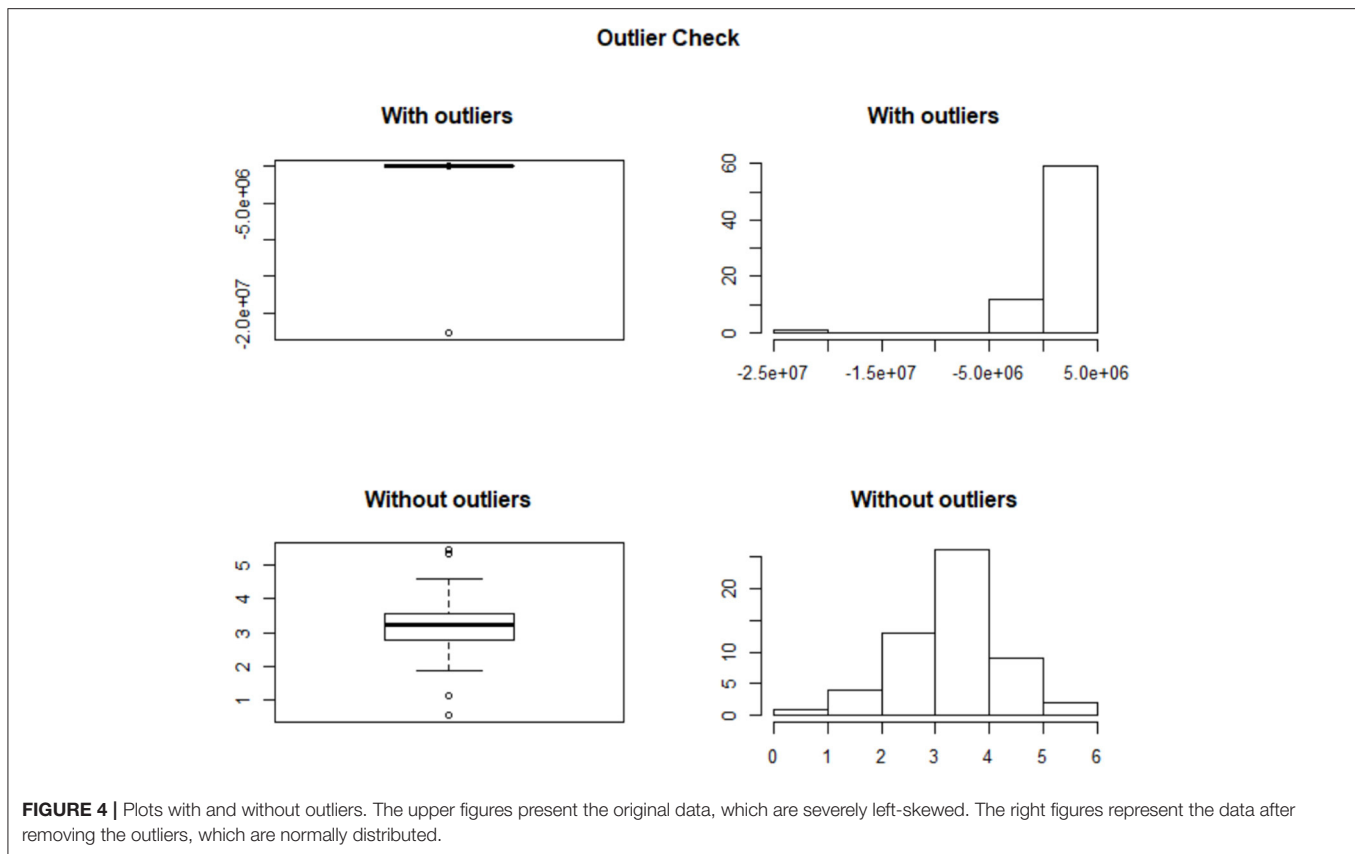 Outlier Check
With outliers
-5.0e+06
-2.0e+07
With outliers
60
40
20
0
-2.5e+07 -1.5e+07 -5.0e+06 5.0e+06
Without outliers
5
4
3
2
1
Without outliers
20
10
5
0
0 1 2 3 4 5 6
FIGURE 4 | Plots with and without outliers. The upper figures present the original data, which are severely left-skewed. The right figures represent the data after
removing the outliers, which are normally distributed.